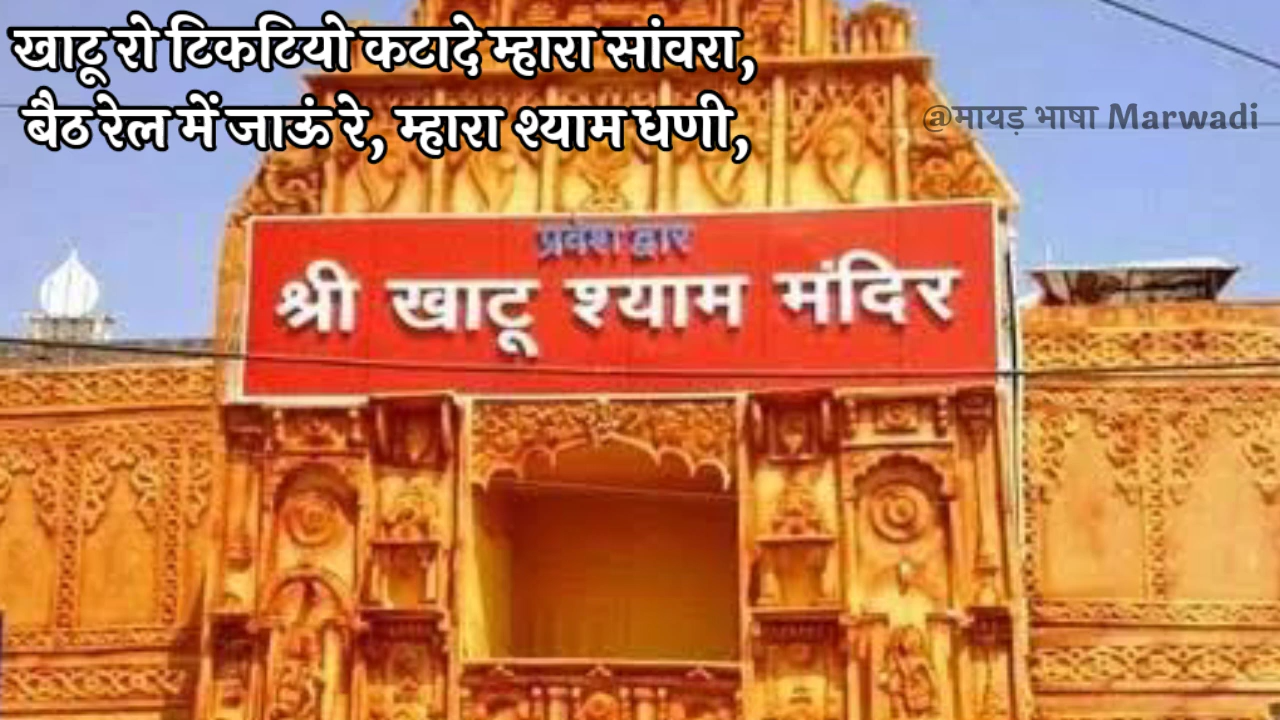 खाटू रो टिकटियो कटादे म्हारा सांवरा,
बैठ रेल में जाऊं रे, म्हारा श्याम धणी,
@मायड़ भाषा Marwadi
प्रवेश द्वार
श्री खाटू श्याम मंदिर